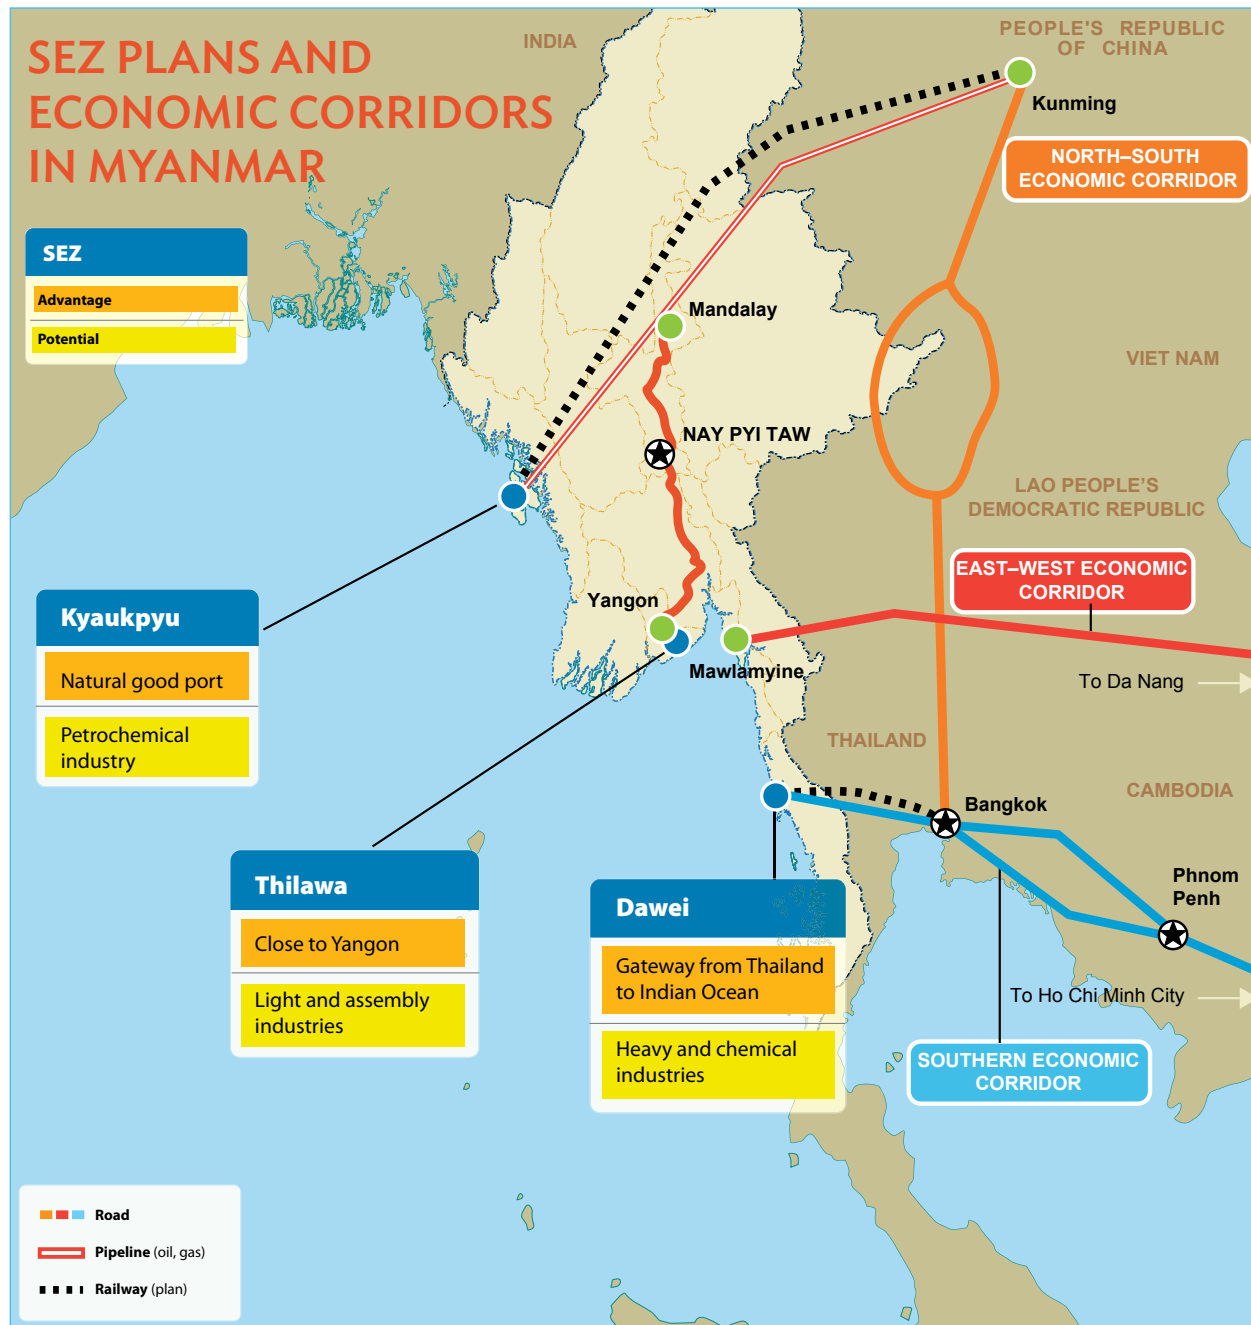 SEZ PLANS AND
ECONOMIC CORRIDORS
IN MYANMAR
INDIA
PEOPLE'S REPUBLIC
OF CHINA
Kunming
NORTH–SOUTH
ECONOMIC CORRIDOR
SEZ
Advantage
Potential
Mandalay
VIET NAM
NAY PYI TAW
LAO PEOPLE’S
DEMOCRATIC REPUBLIC
EAST–WEST ECONOMIC
CORRIDOR
Yangon
Mawlamyine
To Da Nang
Kyaukpyu
Natural good port
Petrochemical
industry
THAILAND
CAMBODIA
Bangkok
Phnom
Penh
Thilawa
Close to Yangon
Light and assembly
industries
Dawei
Gateway from Thailand
to Indian Ocean
Heavy and chemical
industries
To Ho Chi Minh City
SOUTHERN ECONOMIC
CORRIDOR
Road
Pipeline (oil, gas)
Railway (plan)